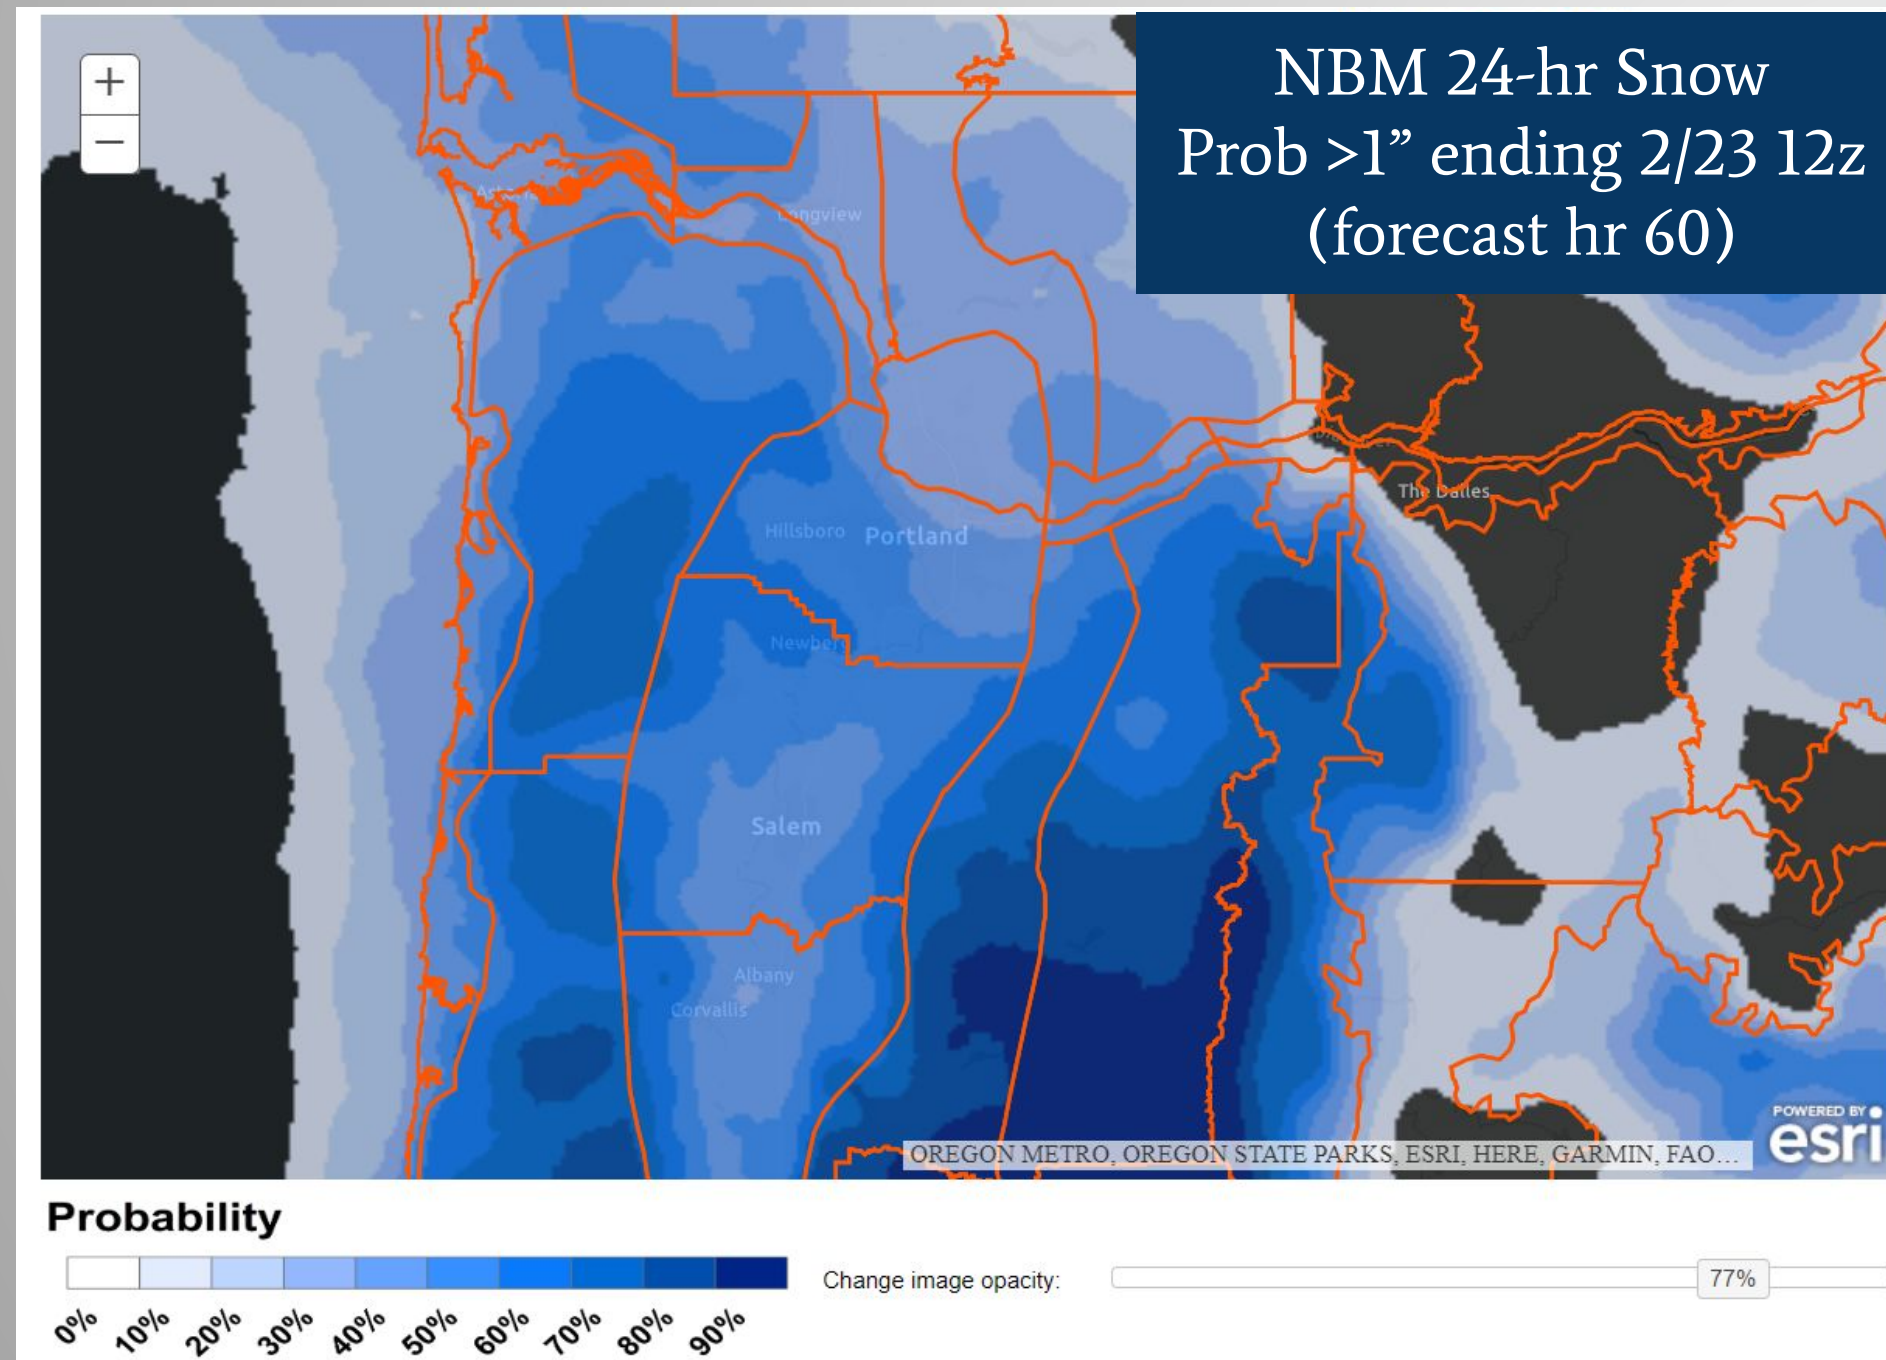 +
−
NBM 24-hr Snow
Prob >1” ending 2/23 12z
(forecast hr 60)
Longview
The Dalles
Hillsboro
Portland
Newberg
Salem
Albany
Corvallis
OREGON METRO, OREGON STATE PARKS, ESRI, HERE, GARMIN, FAO…
POWERED BY
esri
Probability
0% 10% 20% 30% 40% 50% 60% 70% 80% 90%
Change image opacity:
77%